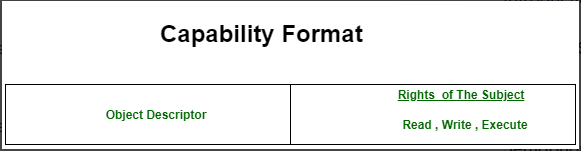 Capability Format
Object Descriptor
Rights of The Subject
Read , Write , Execute